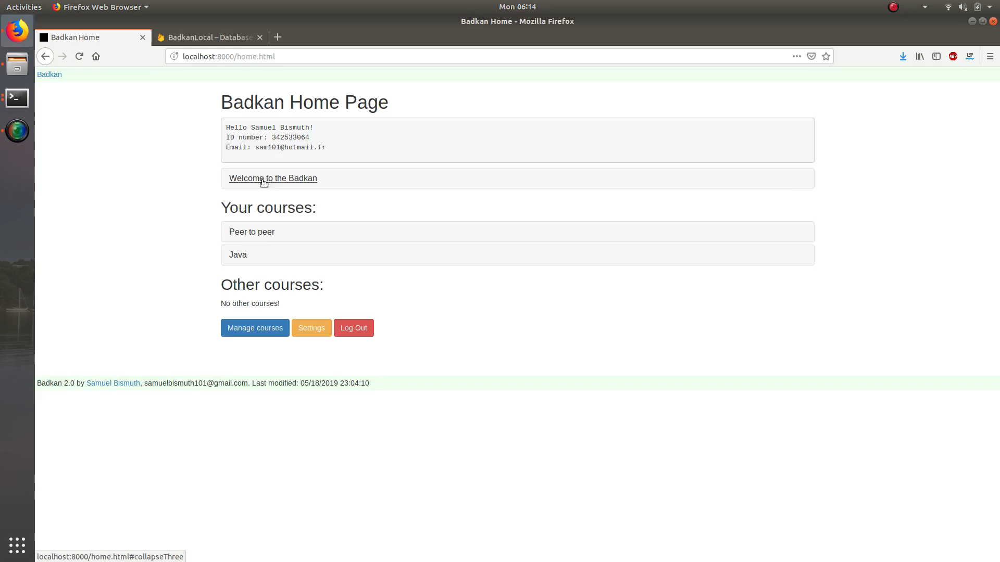 Activities
Firefox Web Browser
Mon 06:14
Badkan Home - Mozilla Firefox
Badkan Home
BadkanLocal – Database
localhost:8000/home.html
ABP
LT
Badkan
Badkan Home Page
Hello Samuel Bismuth!
ID number: 342533064
Email: sam101@hotmail.fr
Welcome to the Badkan
Your courses:
Peer to peer
Java
Other courses:
No other courses!
Manage courses
Settings
Log Out
Badkan 2.0 by Samuel Bismuth, samuelbismuth101@gmail.com. Last modified: 05/18/2019 23:04:10
localhost:8000/home.html#collapseThree